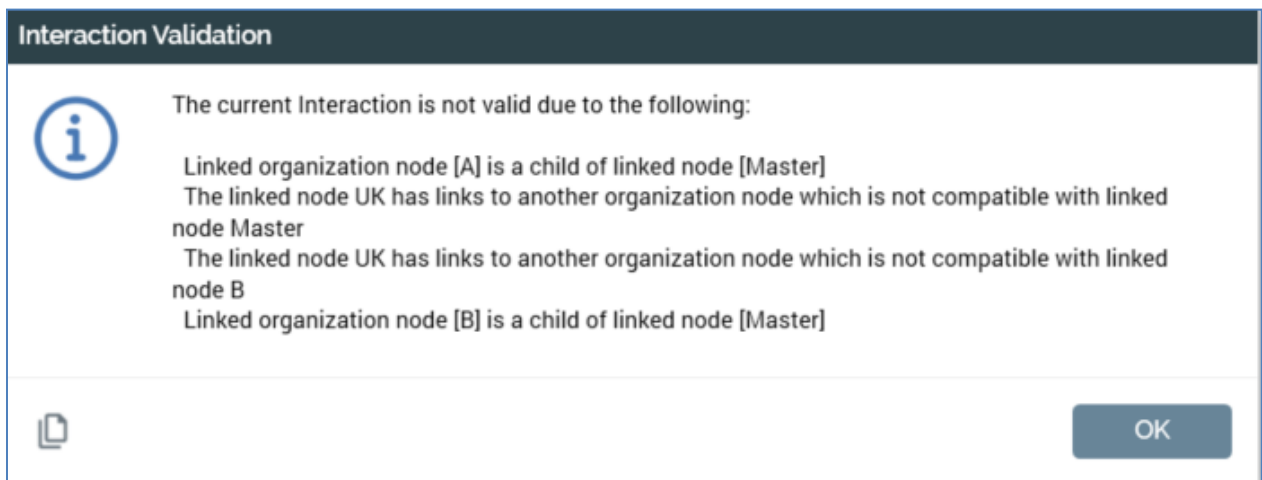 Interaction Validation
The current Interaction is not valid due to the following:
Linked organization node [A] is a child of linked node [Master]
The linked node UK has links to another organization node which is not compatible with linked
node Master
The linked node UK has links to another organization node which is not compatible with linked
node B
Linked organization node [B] is a child of linked node [Master]
OK